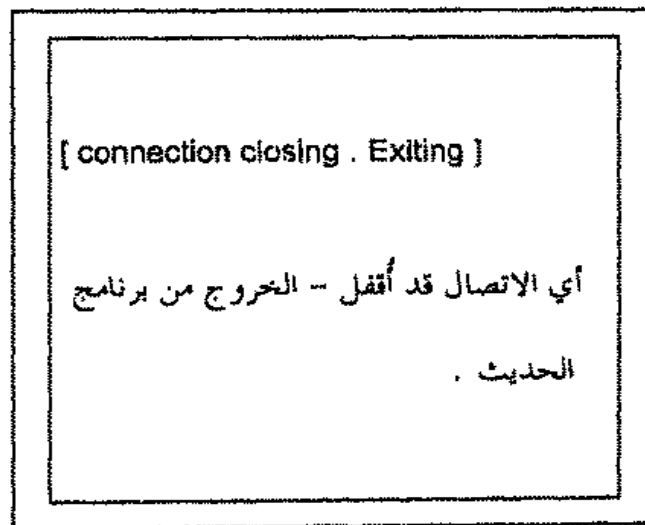 [ connection closing . Exiting ]
أي الاتصال قد أُقفل – الخروج من برنامج
الحديث .